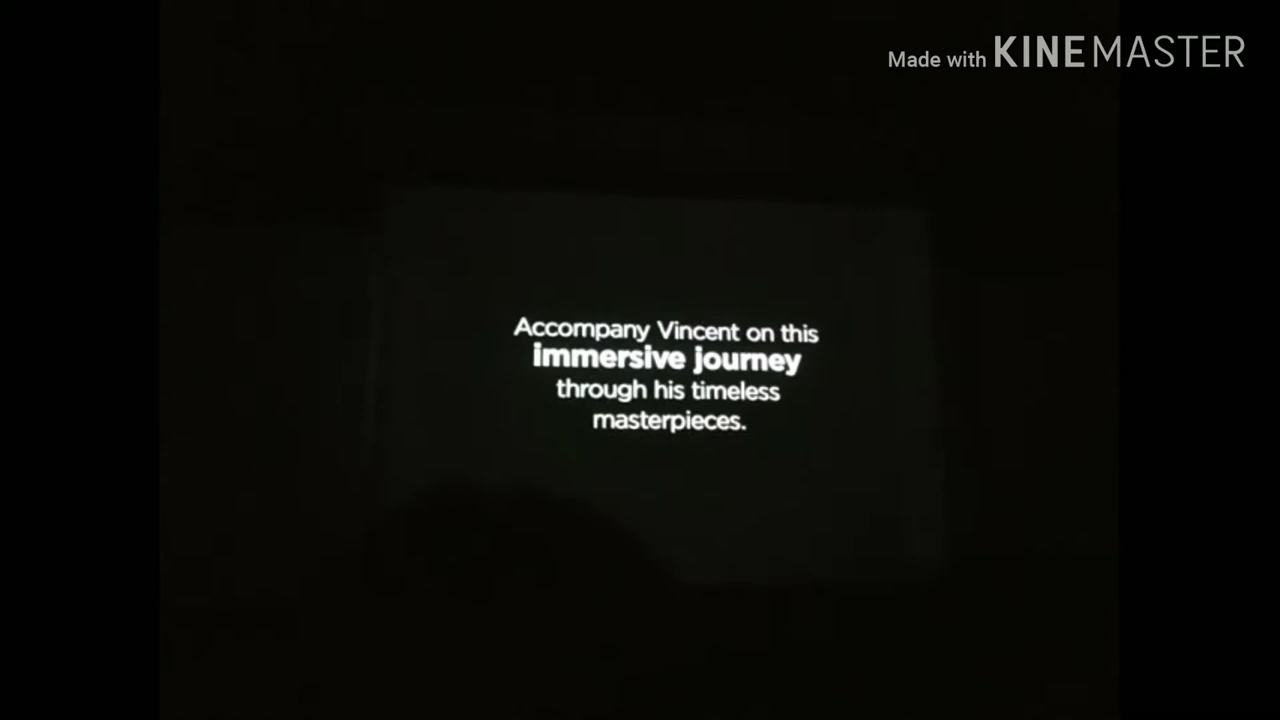 Made with KINEMASTER
Accompany Vincent on this
immersive journey
through his timeless
masterpieces.